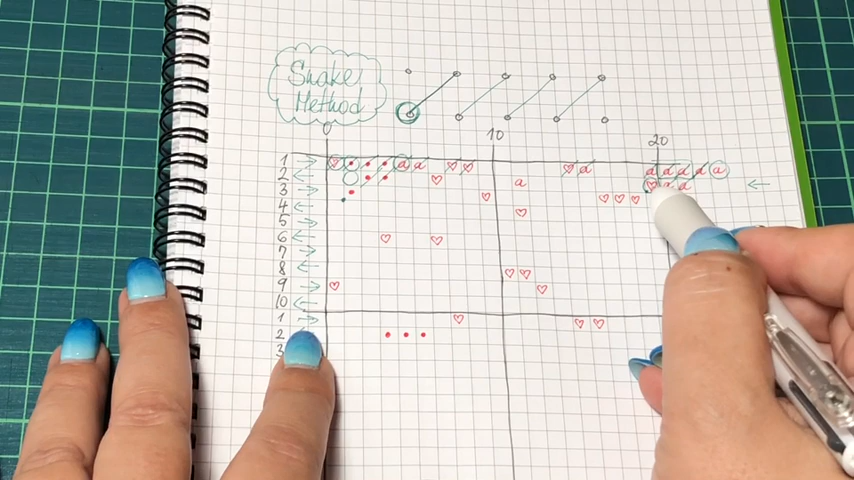 Snake
Method
0
10
20
1 → ♡ • • • a a ♡ ♡ ♡ a a a a a a
2 ← • • ♡ a ♡ a a ←
3 → • ♡ ♡ ♡ ♡
4 ← • ♡
5 →
6 ← ♡ ♡
7 →
8 ← ♡ ♡
9 → ♡ ♡
10 ←
1 → ♡ ♡ ♡
2 • • •
3